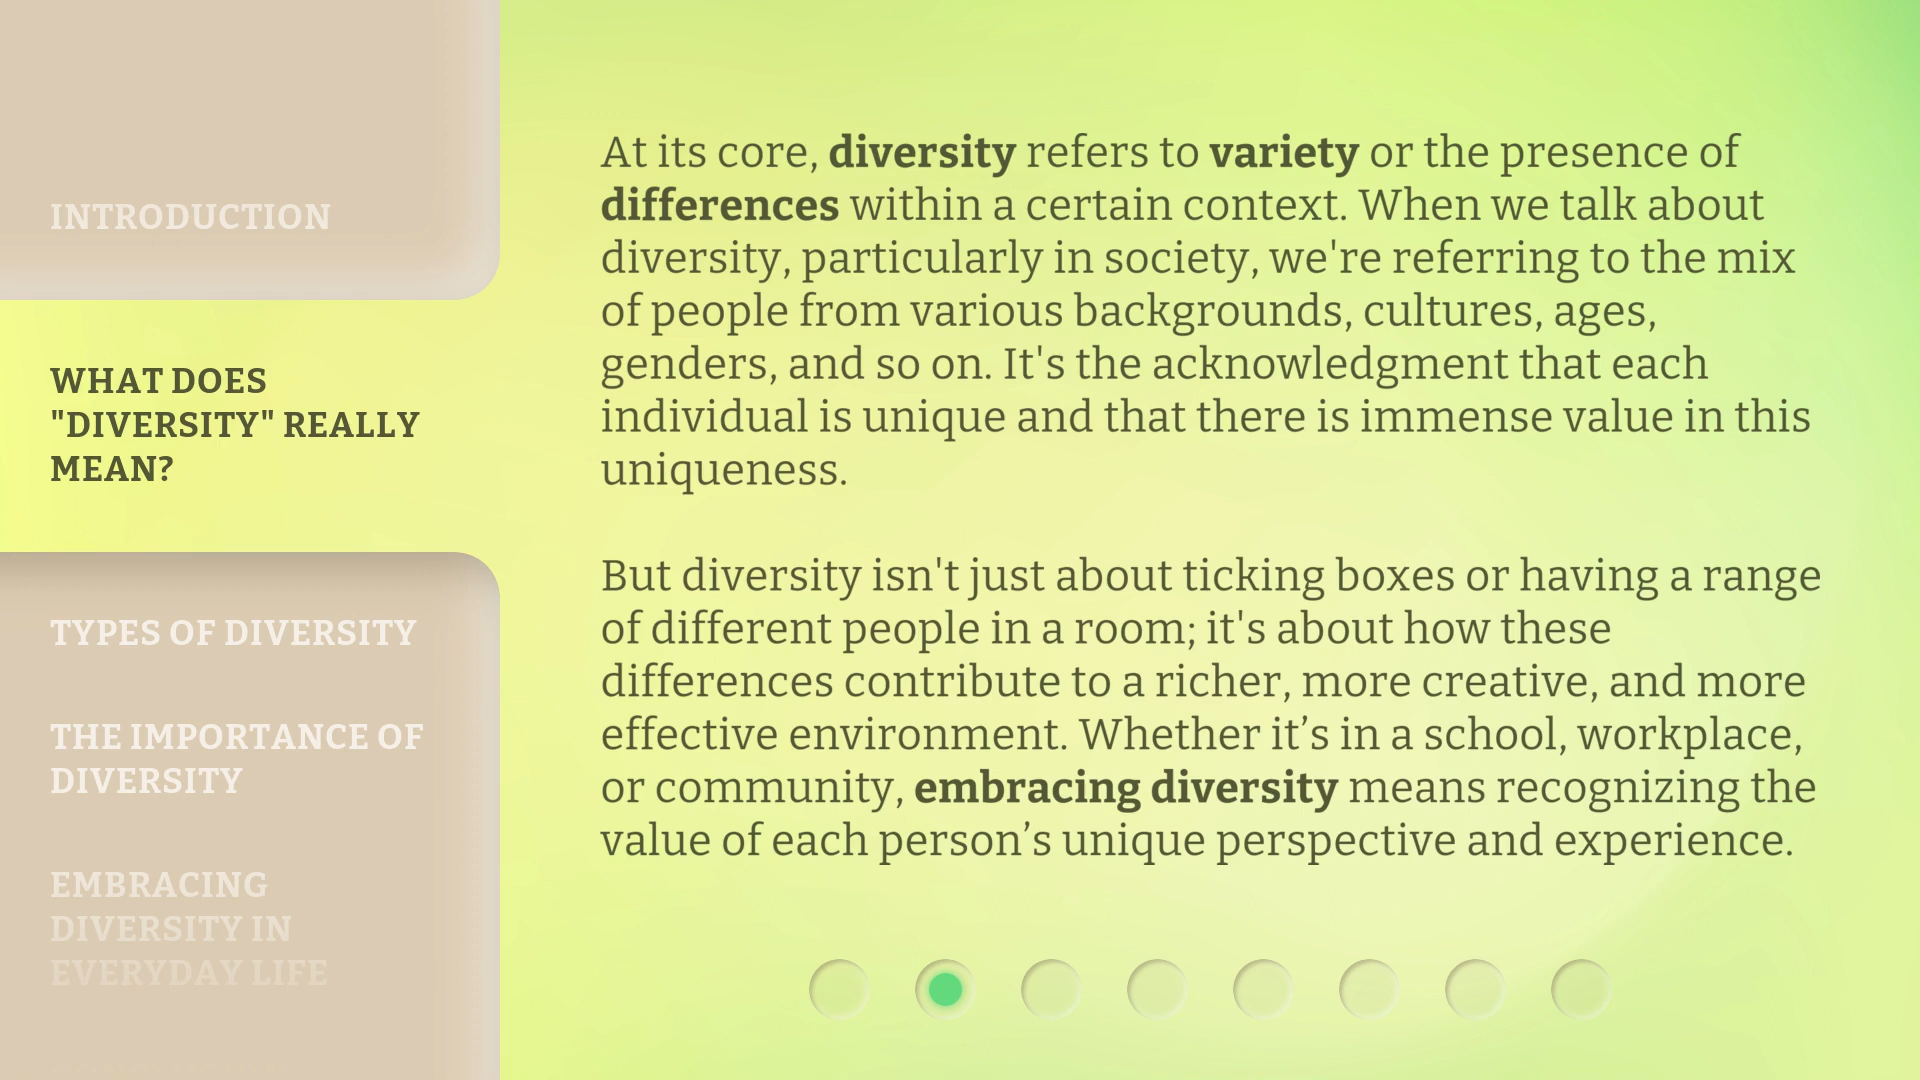 INTRODUCTION
WHAT DOES
"DIVERSITY" REALLY
MEAN?
TYPES OF DIVERSITY
THE IMPORTANCE OF
DIVERSITY
EMBRACING
DIVERSITY IN
EVERYDAY LIFE
At its core, diversity refers to variety or the presence of
differences within a certain context. When we talk about
diversity, particularly in society, we're referring to the mix
of people from various backgrounds, cultures, ages,
genders, and so on. It's the acknowledgment that each
individual is unique and that there is immense value in this
uniqueness.
But diversity isn't just about ticking boxes or having a range
of different people in a room; it's about how these
differences contribute to a richer, more creative, and more
effective environment. Whether it’s in a school, workplace,
or community, embracing diversity means recognizing the
value of each person’s unique perspective and experience.